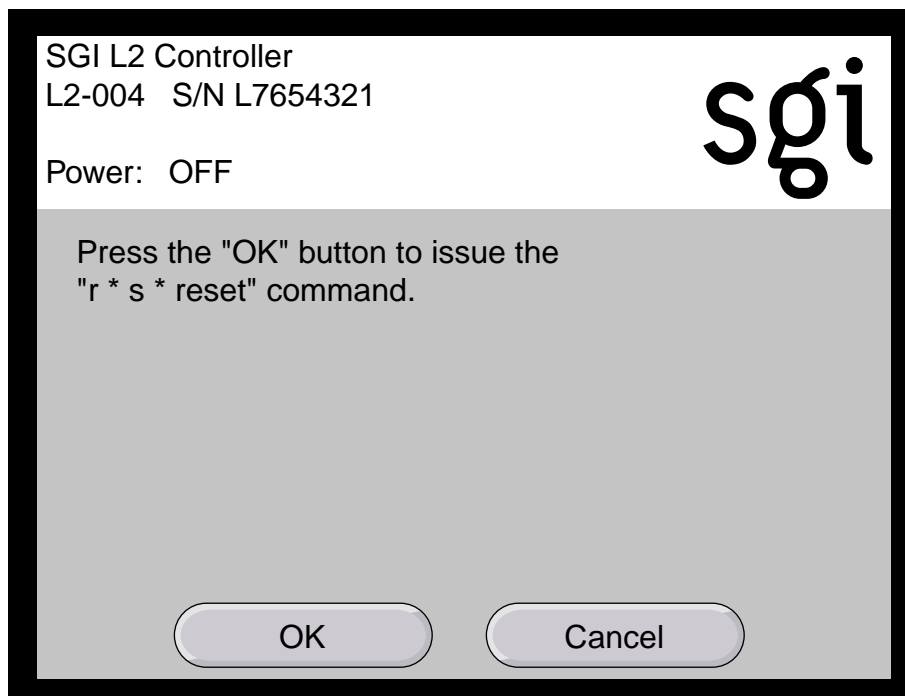 SGI L2 Controller
L2-004 S/N L7654321
sgi
Power: OFF
Press the "OK" button to issue the
"r * s * reset" command.
OK
Cancel